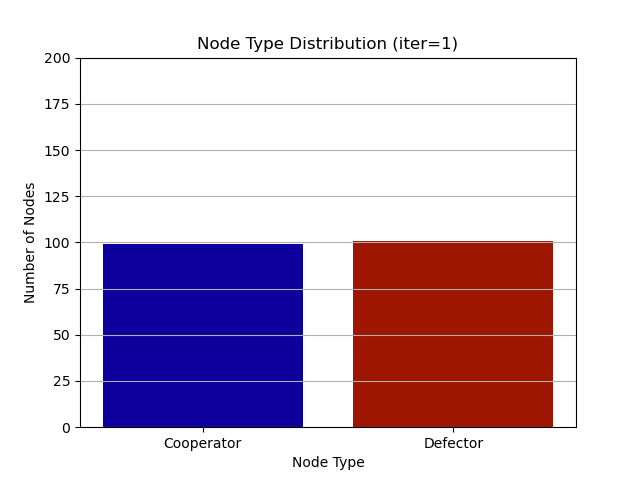 Node Type Distribution (iter=1)
200
175
150
125
100
75
50
25
0
Number of Nodes
Cooperator
Defector
Node Type